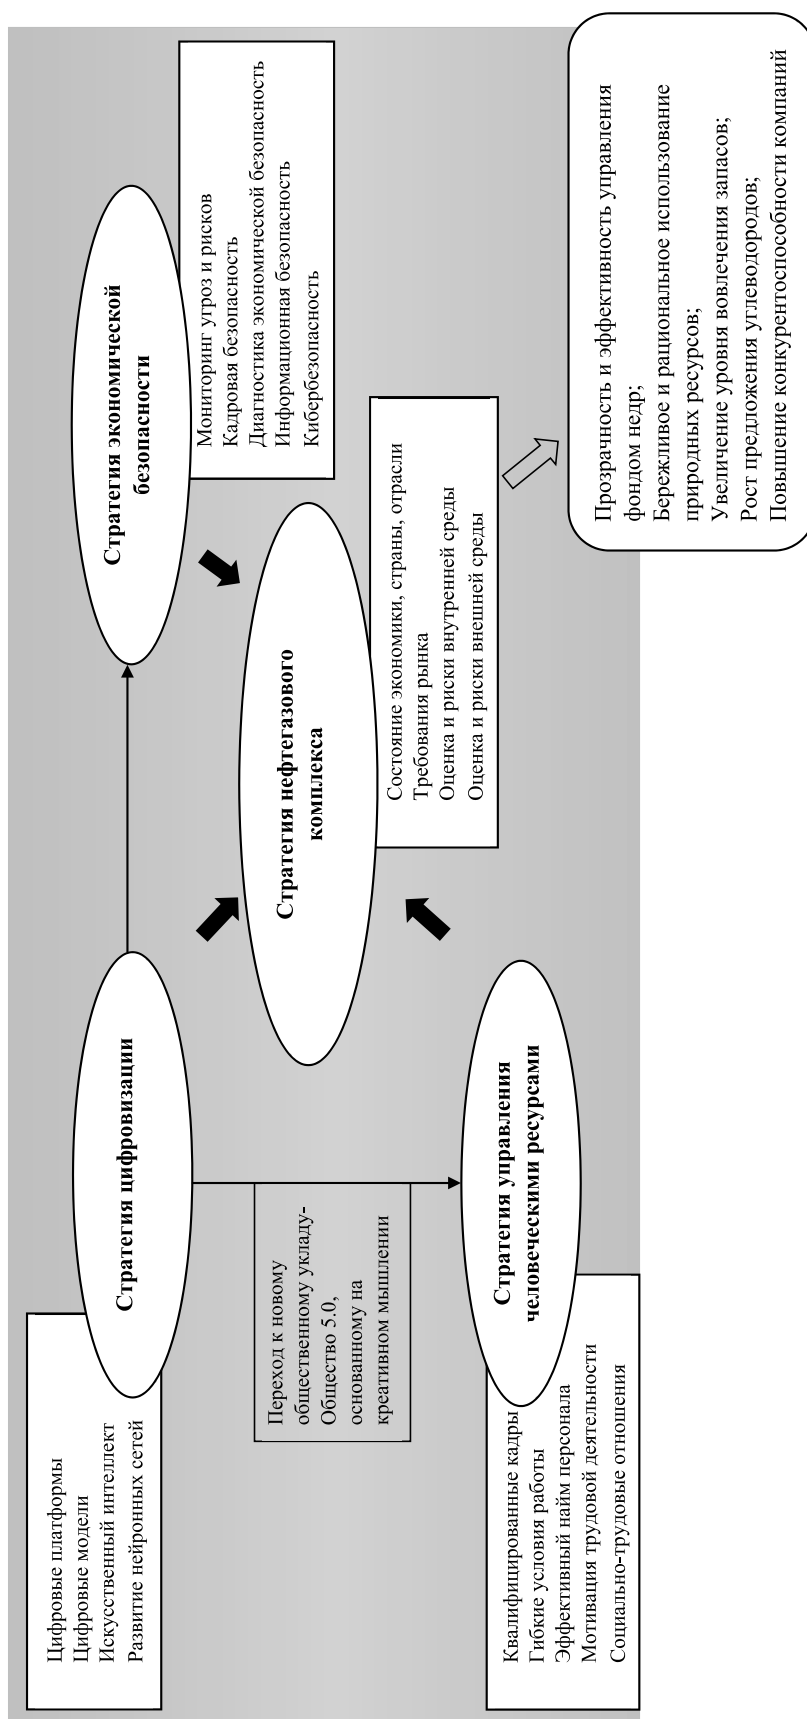 Цифровые платформы
Цифровые модели
Искусственный интеллект
Развитие нейронных сетей
Стратегия цифровизации
Стратегия экономической
безопасности
Мониторинг угроз и рисков
Кадровая безопасность
Диагностика экономической безопасность
Информационная безопасность
Кибербезопасность
Переход к новому
общественному укладу-
Общество 5.0,
основанному на
креативном мышлении
Стратегия нефтегазового
комплекса
Состояние экономики, страны, отрасли
Требования рынка
Оценка и риски внутренней среды
Оценка и риски внешней среды
Квалифицированные кадры
Гибкие условия работы
Эффективный найм персонала
Мотивация трудовой деятельности
Социально-трудовые отношения
Стратегия управления
человеческими ресурсами
Прозрачность и эффективность управления
фондом недр;
Бережливое и рациональное использование
природных ресурсов;
Увеличение уровня вовлечения запасов;
Рост предложения углеводородов;
Повышение конкурентоспособности компаний